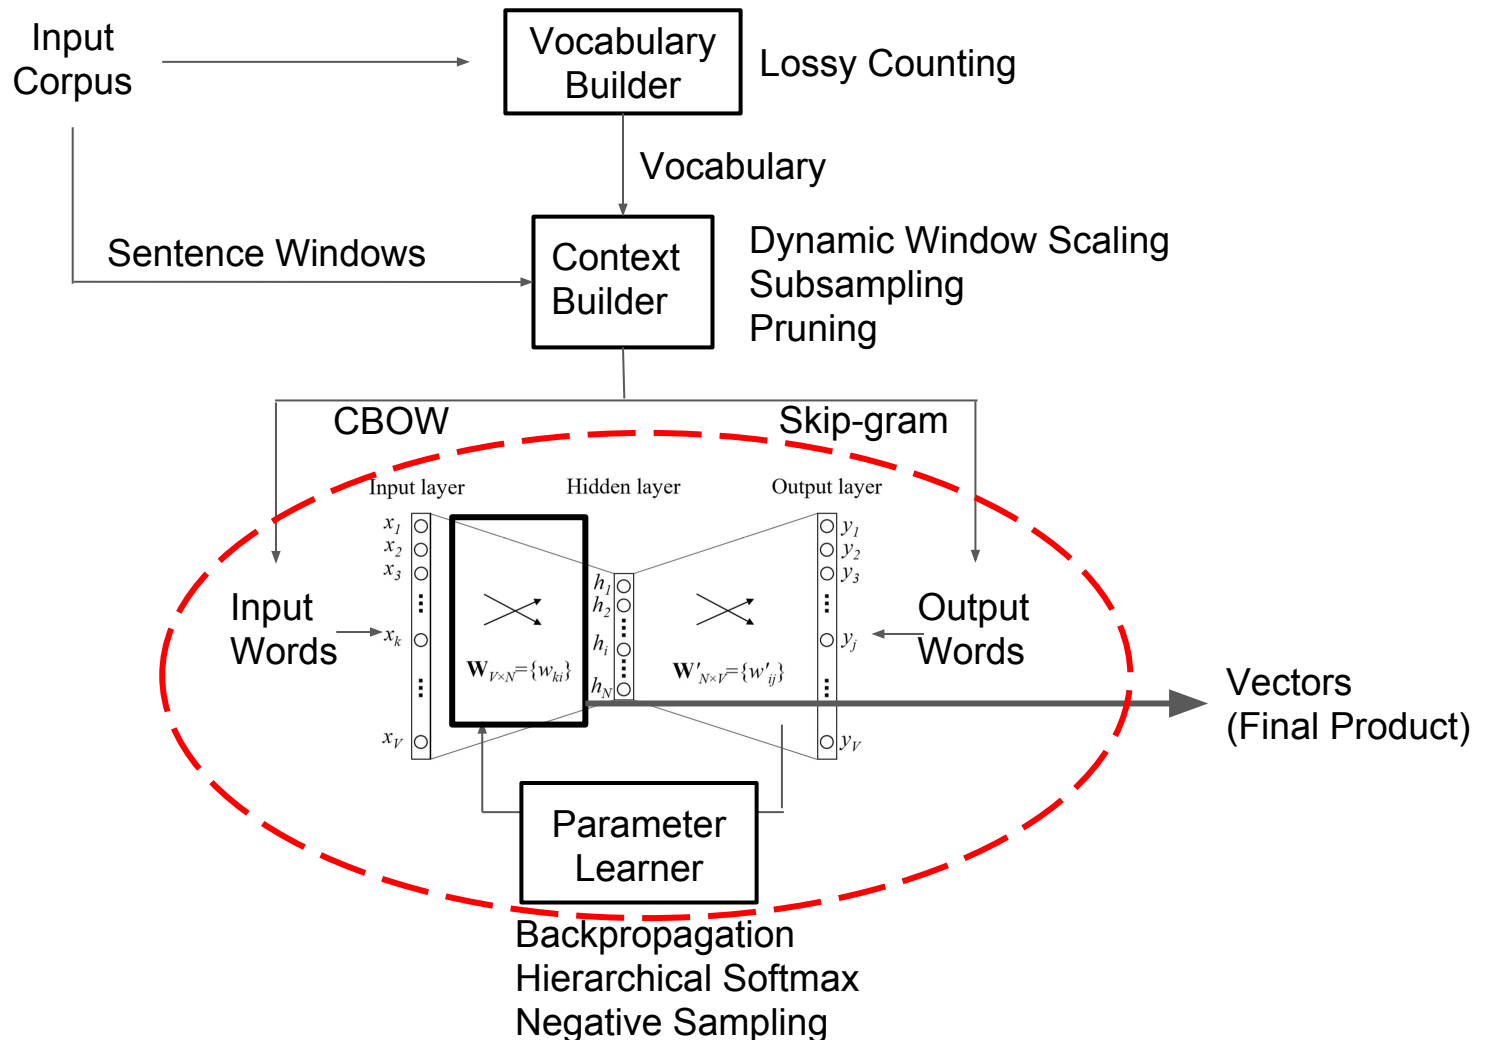 Input
Corpus
Vocabulary
Builder
Lossy Counting
Vocabulary
Sentence Windows
Context
Builder
Dynamic Window Scaling
Subsampling
Pruning
CBOW
Skip-gram
Input layer
Hidden layer
Output layer
x1
x2
x3
xk
xV
Input
Words
W V×N={wki}
h1
h2
hi
hN
W'N×V={w'ij}
y1
y2
y3
yj
yV
Output
Words
Vectors
(Final Product)
Parameter
Learner
Backpropagation
Hierarchical Softmax
Negative Sampling